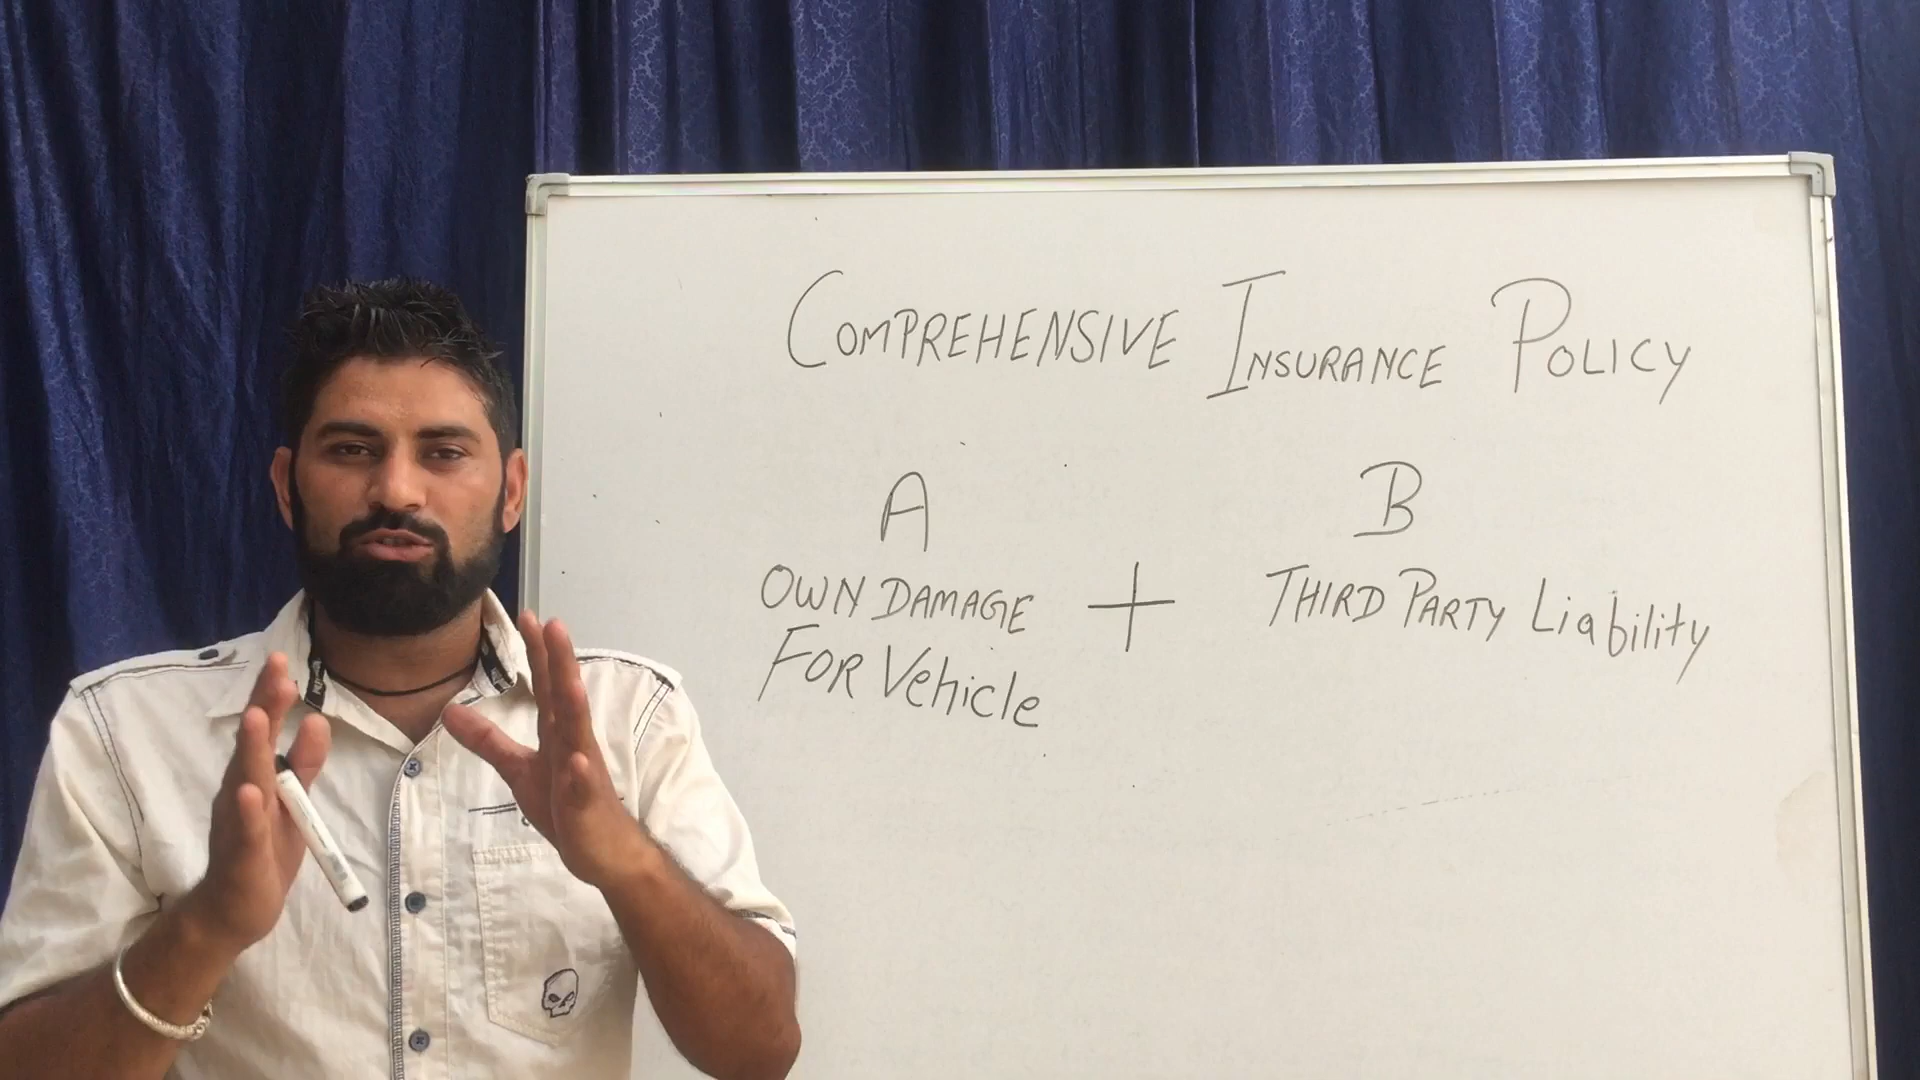 COMPREHENSIVE INSURANCE POLICY
A
B
OWN DAMAGE
FOR VEHICLE
+
THIRD PARTY LIABILITY